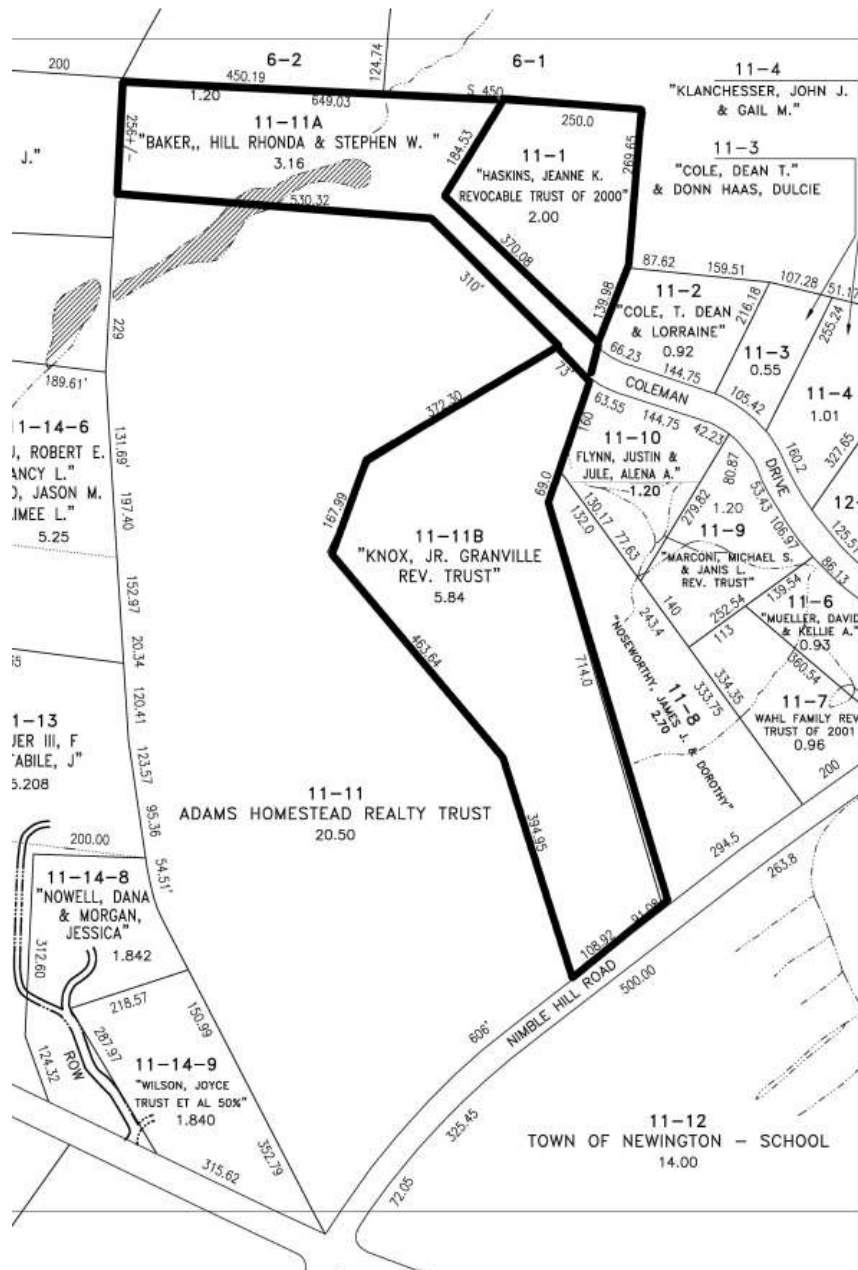 200
450.19
6-2
124.74
6-1
11-4
"KLANCHESSER, JOHN J.
& GAIL M."
1.20
649.03
S 450
250.0
256+/-
11-11A
"BAKER,, HILL RHONDA & STEPHEN W. "
3.16
184.53
11-1
"HASKINS, JEANNE K.
REVOCABLE TRUST OF 2000"
2.00
269.65
11-3
"COLE, DEAN T."
& DONN HAAS, DULCIE
J."
530.32
370.08
310'
87.62
159.51
107.28
51.17
229
139.98
11-2
"COLE, T. DEAN
& LORRAINE"
0.92
216.18
255.24
66.23
144.75
11-3
0.55
105.42
11-4
1.01
189.61'
73'
COLEMAN
DRIVE
372.30
160
63.55
144.75
42.23
160.2
327.65
11-14-6
J, ROBERT E.
ANCY L."
D, JASON M.
AIMEE L."
5.25
131.69'
197.40
11-10
FLYNN, JUSTIN &
JULE, ALENA A."
1.20
80.87
53.43
106.97
69.0
130.17
132.0
77.63
279.82
1.20
11-9
"MARCONI, MICHAEL S.
& JANIS L.
REV. TRUST"
12-
125.5
86.13
167.99
11-11B
"KNOX, JR. GRANVILLE
REV. TRUST"
5.84
152.97
20.34
120.41
123.57
95.36
54.51'
463.64
714.0
140
243.4
252.54
139.54
113
11-6
"MUELLER, DAVID
& KELLIE A."
0.93
360.54
"NOSEWORTHY, JAMES J. & DOROTHY"
11-8
2.70
334.35
333.75
11-7
WAHL FAMILY REV
TRUST OF 2001
0.96
200
1-13
UER III, F
TABILE, J"
5.208
11-11
ADAMS HOMESTEAD REALTY TRUST
20.50
394.95
294.5
263.8
200.00
11-14-8
"NOWELL, DANA
& MORGAN,
JESSICA"
1.842
312.60
91.08
108.92
NIMBLE HILL ROAD
500.00
606'
218.57
150.99
287.97
ROW
124.32
11-14-9
"WILSON, JOYCE
TRUST ET AL 50%"
1.840
352.79
315.62
325.45
72.05
11-12
TOWN OF NEWINGTON - SCHOOL
14.00